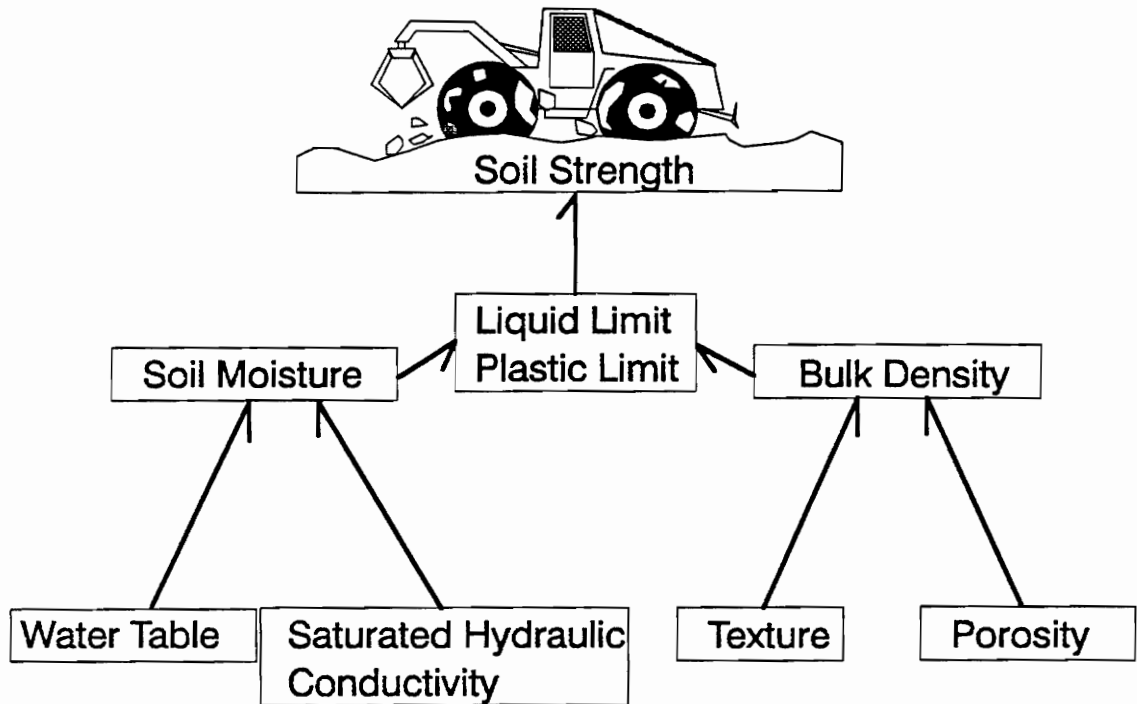 Soil Strength
Liquid Limit
Plastic Limit
Soil Moisture
Bulk Density
Water Table
Saturated Hydraulic
Conductivity
Texture
Porosity